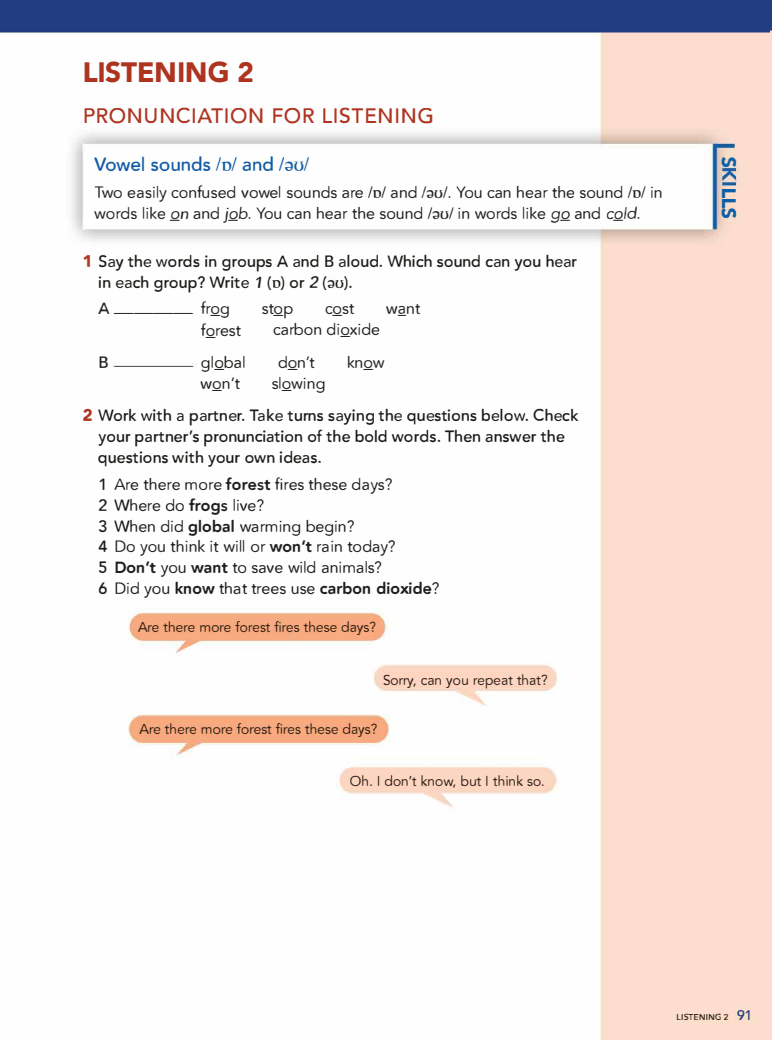 LISTENING 2
PRONUNCIATION FOR LISTENING
Vowel sounds /ɒ/ and /əʊ/
Two easily confused vowel sounds are /ɒ/ and /əʊ/. You can hear the sound /ɒ/ in
words like on and job. You can hear the sound /əʊ/ in words like go and cold.
SKILLS
1 Say the words in groups A and B aloud. Which sound can you hear
in each group? Write 1 (ɒ) or 2 (əʊ).
A __________ frog stop cost want
forest carbon dioxide
B __________ global don't know
won't slowing
2 Work with a partner. Take turns saying the questions below. Check
your partner's pronunciation of the bold words. Then answer the
questions with your own ideas.
1 Are there more forest fires these days?
2 Where do frogs live?
3 When did global warming begin?
4 Do you think it will or won't rain today?
5 Don't you want to save wild animals?
6 Did you know that trees use carbon dioxide?
Are there more forest fires these days?
Sorry, can you repeat that?
Are there more forest fires these days?
Oh. I don't know, but I think so.
LISTENING 2 91